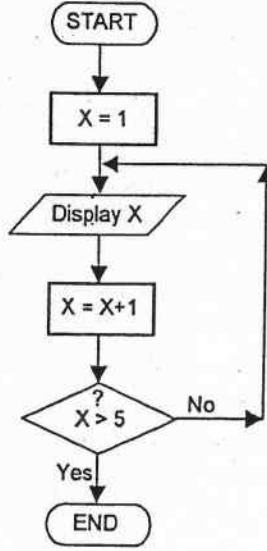 START
X = 1
Display X
X = X+1
?
X > 5
No
Yes
END